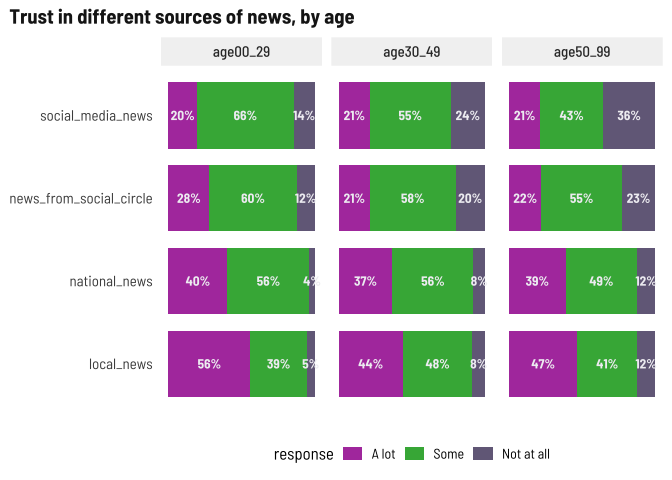 Trust in different sources of news, by age
age00_29 age30_49 age50_99
social_media_news 20% 66% 14% 21% 55% 24% 21% 43% 36%
news_from_social_circle 28% 60% 12% 21% 58% 20% 22% 55% 23%
national_news 40% 56% 4% 37% 56% 8% 39% 49% 12%
local_news 56% 39% 5% 44% 48% 8% 47% 41% 12%
response A lot Some Not at all